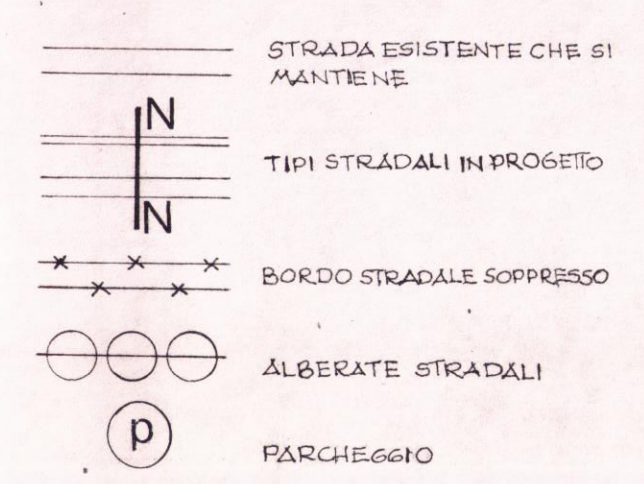 STRADA ESISTENTE CHE SI
MANTIENE
N
TIPI STRADALI IN PROGETTO
N
BORDO STRADALE SOPPRESSO
ALBERATE STRADALI
p
PARCHEGGIO